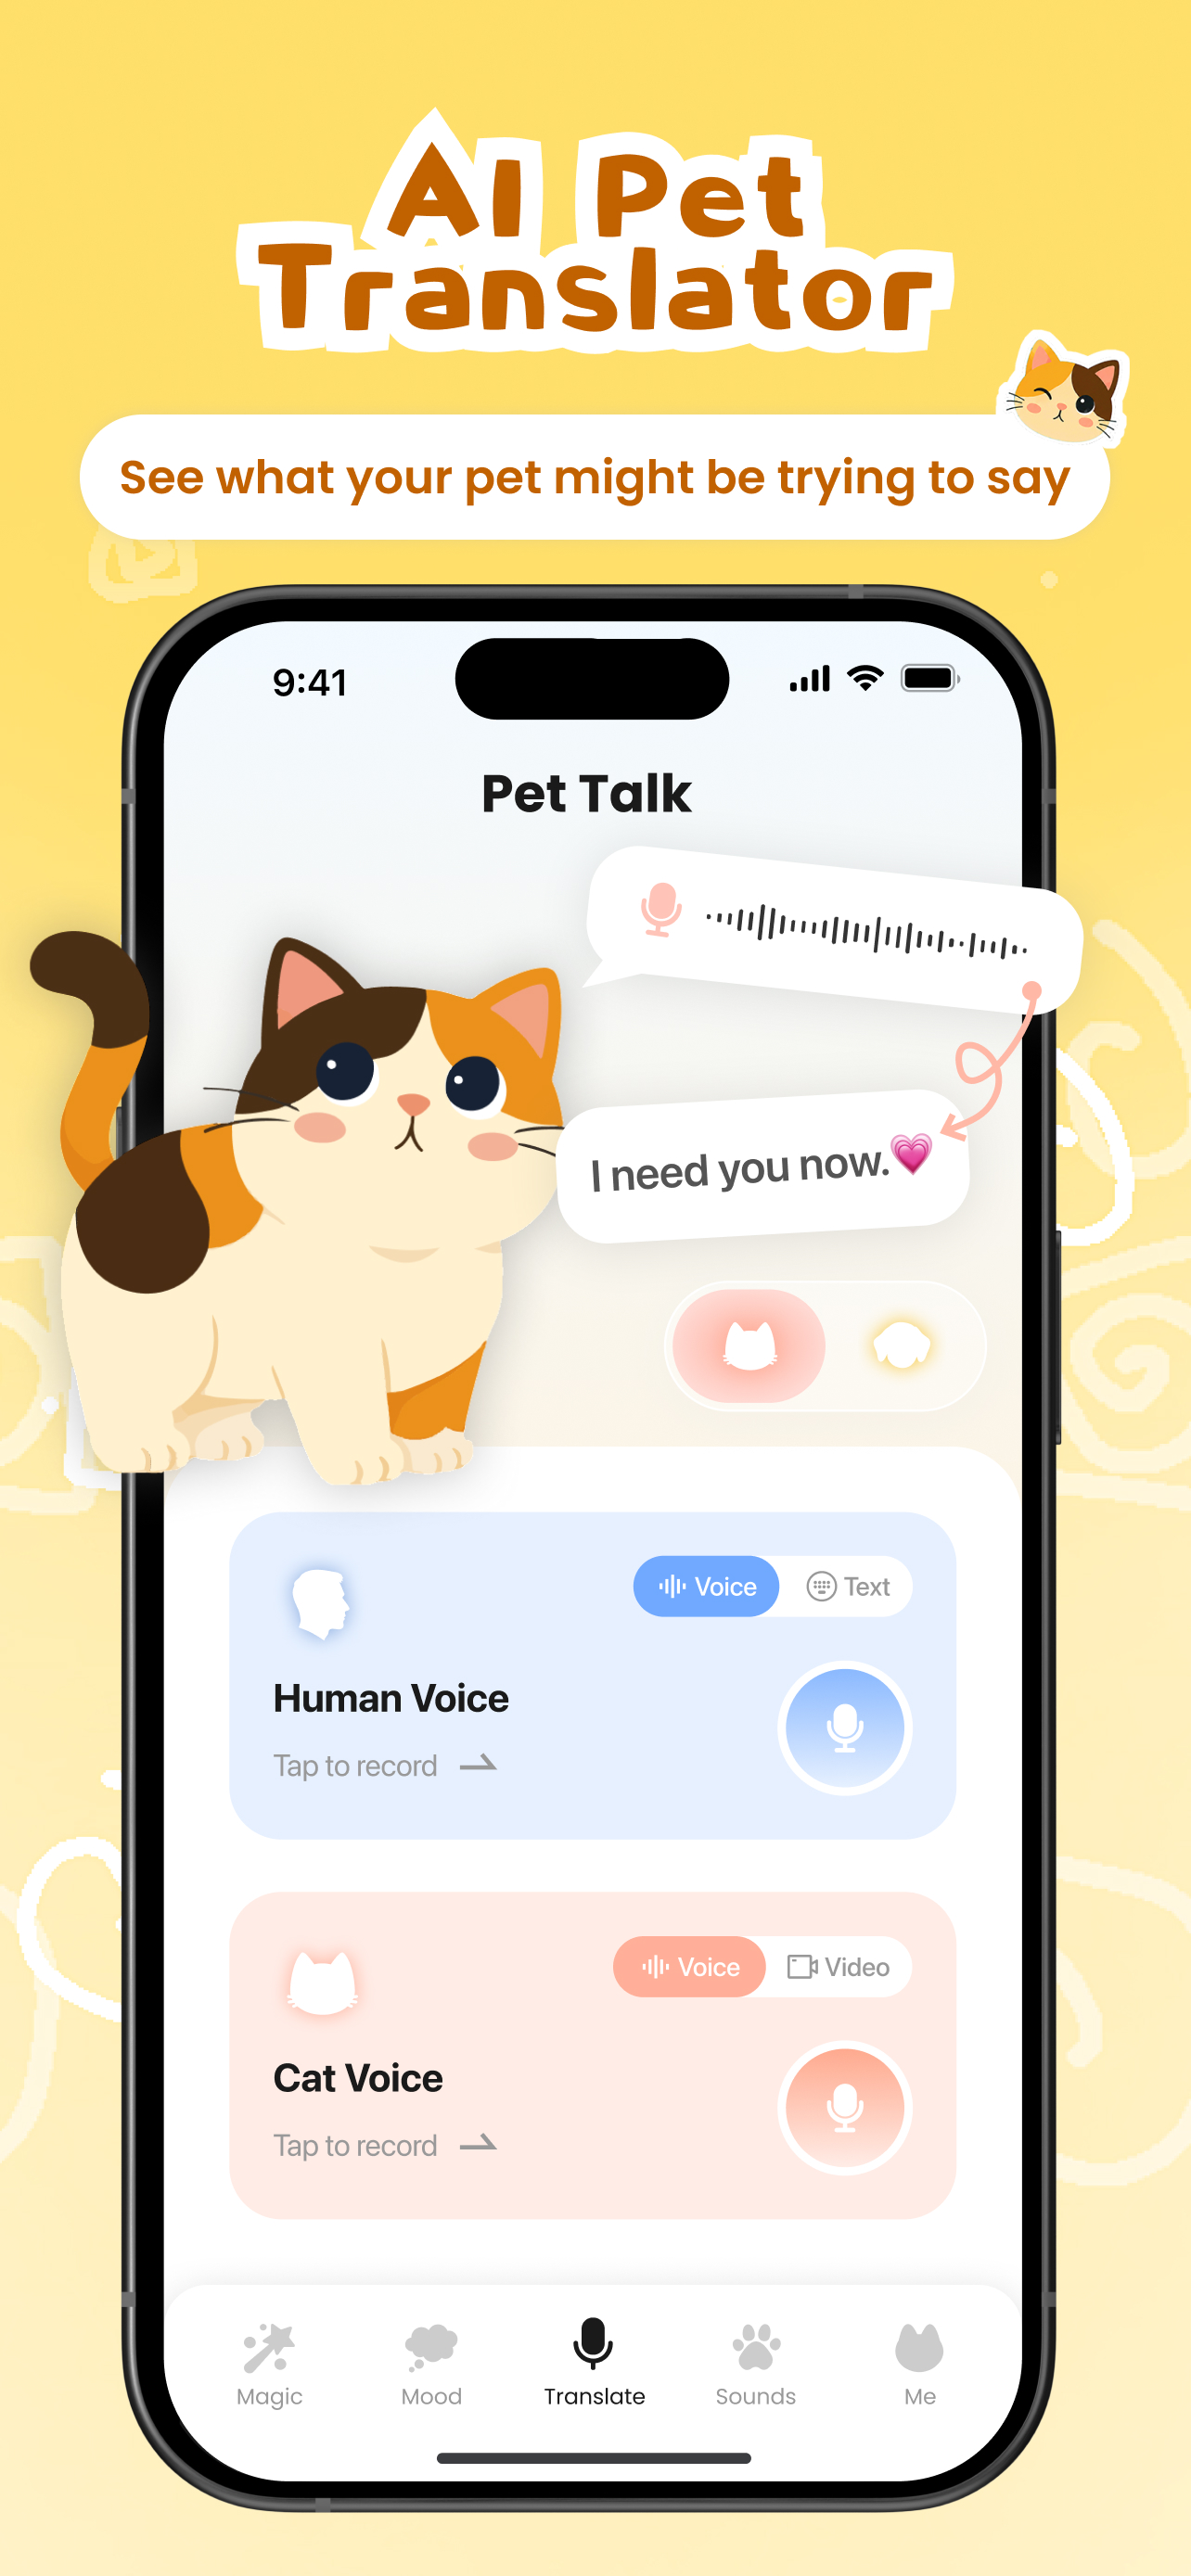 AI Pet
Translator
See what your pet might be trying to say
9:41
Pet Talk
I need you now.💗
Voice
Text
Human Voice
Tap to record
Voice
Video
Cat Voice
Tap to record
Magic
Mood
Translate
Sounds
Me